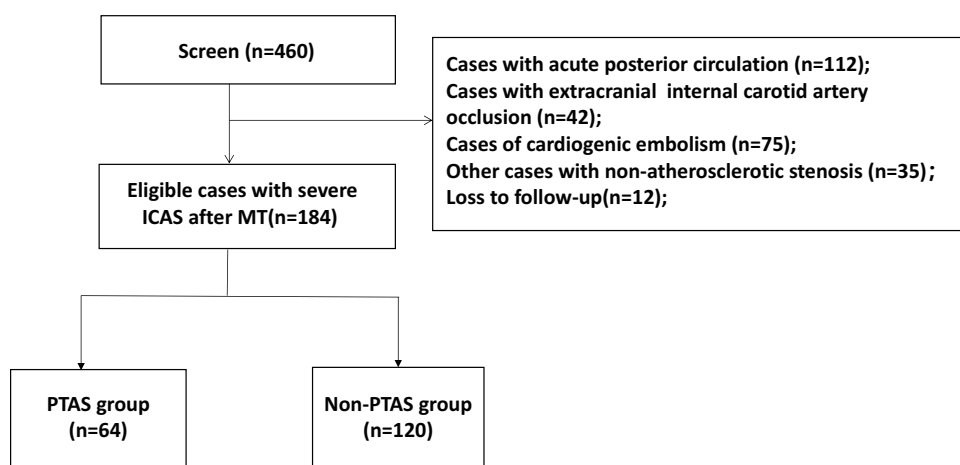 Screen (n=460)
Cases with acute posterior circulation (n=112);
Cases with extracranial internal carotid artery
occlusion (n=42);
Cases of cardiogenic embolism (n=75);
Other cases with non-atherosclerotic stenosis (n=35);
Loss to follow-up(n=12);
Eligible cases with severe
ICAS after MT(n=184)
PTAS group
(n=64)
Non-PTAS group
(n=120)